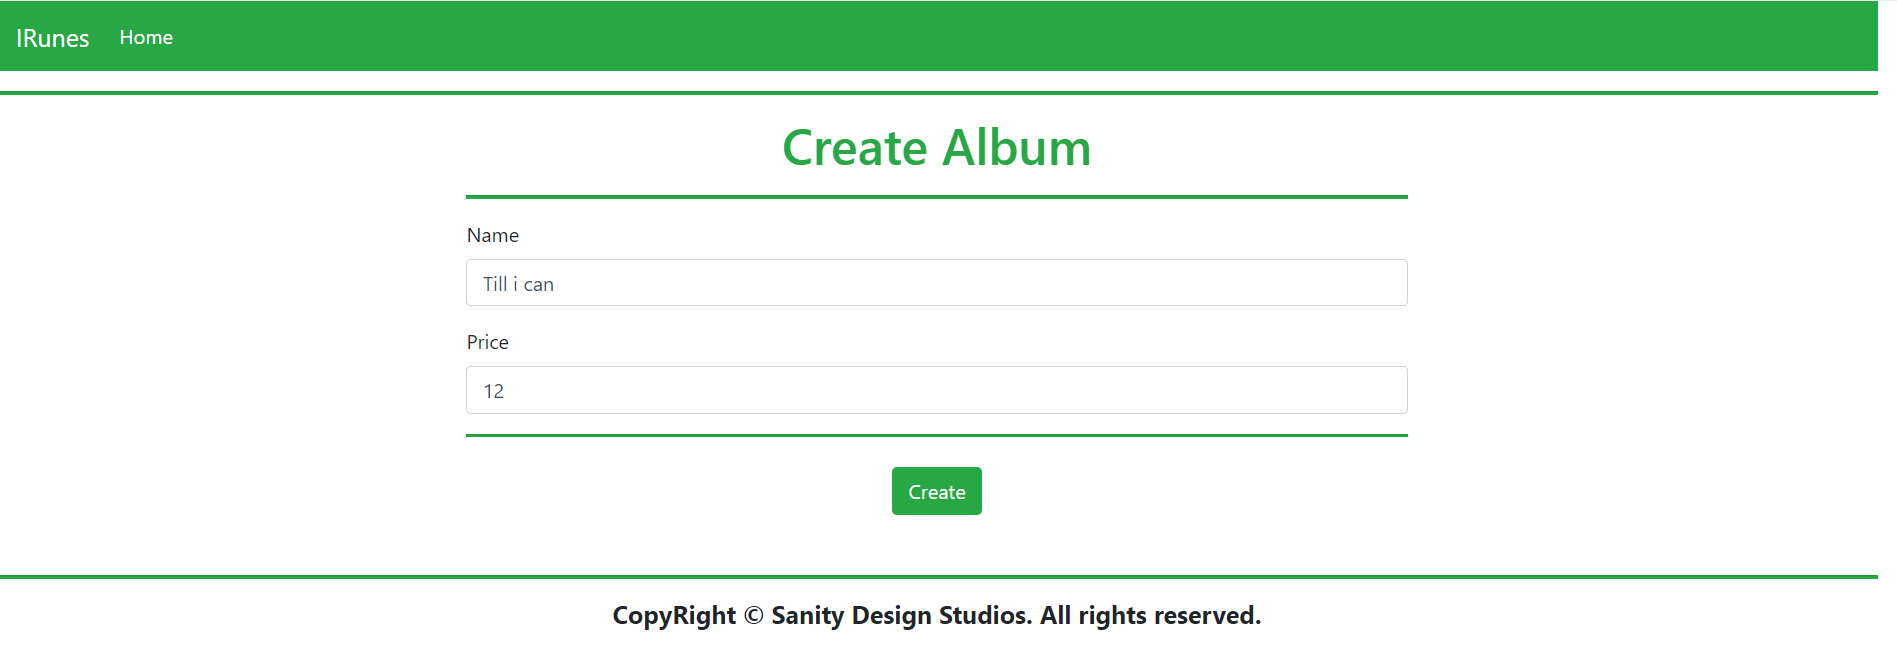 IRunes Home
Create Album
Name
Till i can
Price
12
Create
CopyRight © Sanity Design Studios. All rights reserved.